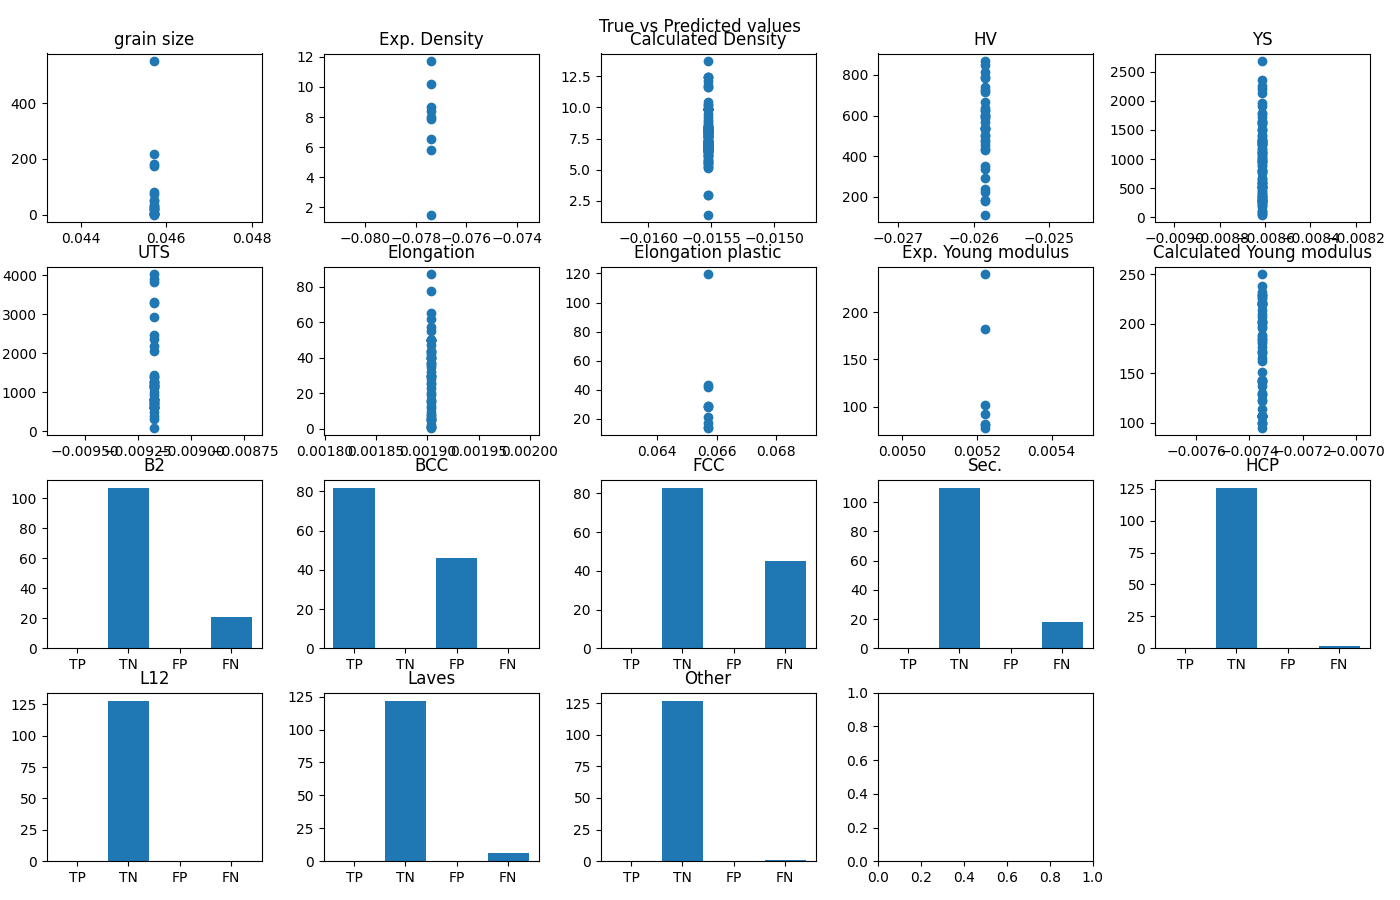 True vs Predicted values
grain size
Exp. Density
Calculated Density
HV
YS
400
200
0
0.044 0.046 0.048
12
10
8
6
4
2
−0.080 −0.078 −0.076 −0.074
12.5
10.0
7.5
5.0
2.5
−0.0160 −0.0155 −0.0150
800
600
400
200
−0.027 −0.026 −0.025
2500
2000
1500
1000
500
0
−0.0090 −0.0088 −0.0086 −0.0084 −0.0082
UTS
Elongation
Elongation plastic
Exp. Young modulus
Calculated Young modulus
4000
3000
2000
1000
0
−0.00950 −0.00925 −0.00900 −0.00875
80
60
40
20
0
0.00180 0.00185 0.00190 0.00195 0.00200
120
100
80
60
40
20
0.064 0.066 0.068
200
150
100
0.0050 0.0052 0.0054
250
200
150
100
−0.0076 −0.0074 −0.0072 −0.0070
B2
BCC
FCC
Sec.
HCP
100
80
60
40
20
0
TP TN FP FN
80
60
40
20
0
TP TN FP FN
80
60
40
20
0
TP TN FP FN
100
80
60
40
20
0
TP TN FP FN
125
100
75
50
25
0
TP TN FP FN
L12
Laves
Other
125
100
75
50
25
0
TP TN FP FN
125
100
75
50
25
0
TP TN FP FN
125
100
75
50
25
0
TP TN FP FN
1.0
0.8
0.6
0.4
0.2
0.0
0.0 0.2 0.4 0.6 0.8 1.0